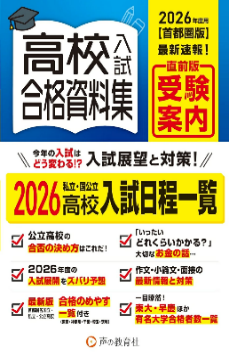 2026年度用
【首都圏版】
最新速報!
高校入試
合格資料集
直前版
受験
案内
今年の入試は
どう変わる!?
入試展望と対策!
2026 私立・国公立
高校 入試日程一覧
公立高校の
合否の決め方はこれだ!
2026年度の
入試展開をズバリ予想
最新版 合格のめやす
一覧付き
「いったい
どれくらいかかる?」
大切なお金の話…
作文・小論文・面接の
最新情報と対策
一目瞭然!
東大・早慶ほか
有名大学合格者数一覧
声の教育社